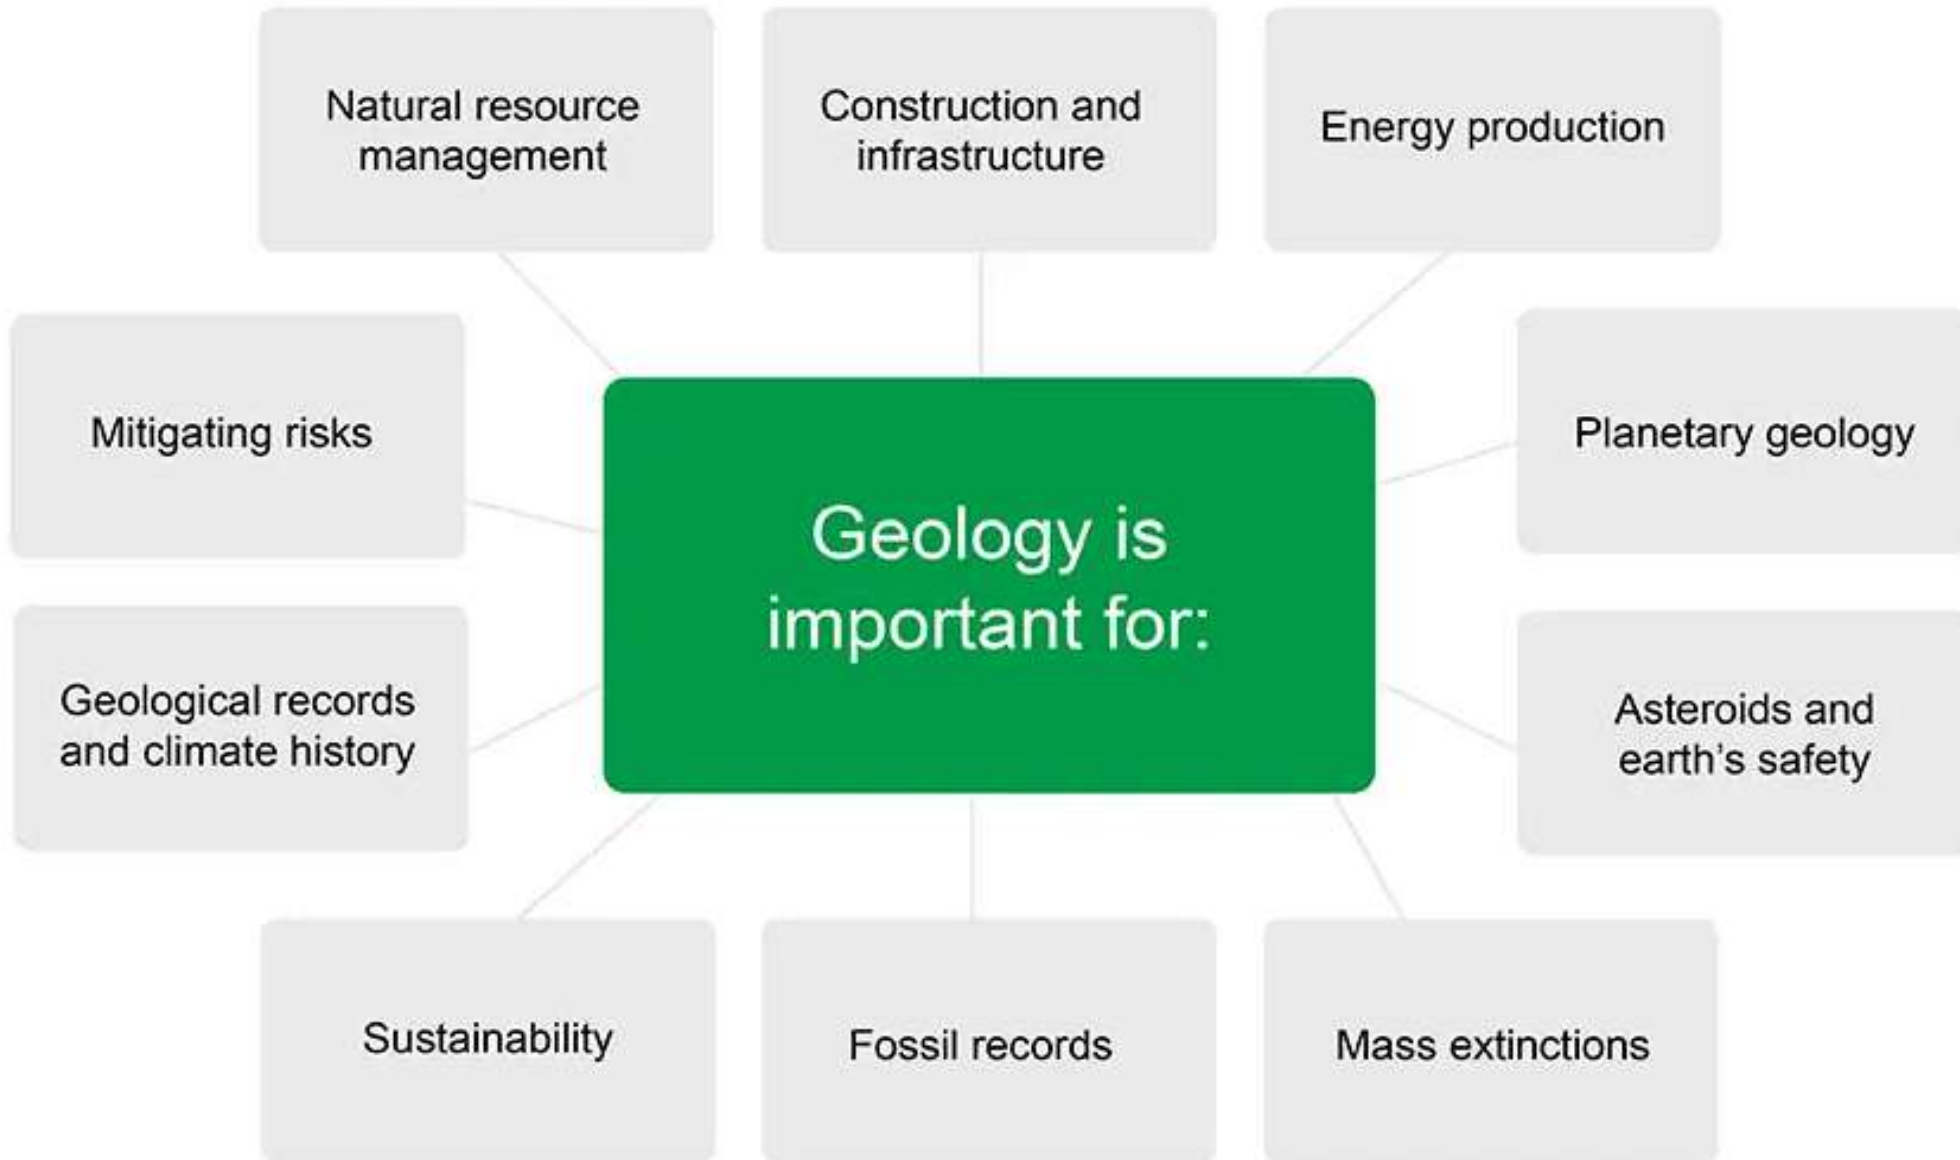 Natural resource
management
Construction and
infrastructure
Energy production
Mitigating risks
Geology is
important for:
Planetary geology
Geological records
and climate history
Asteroids and
earth’s safety
Sustainability
Fossil records
Mass extinctions